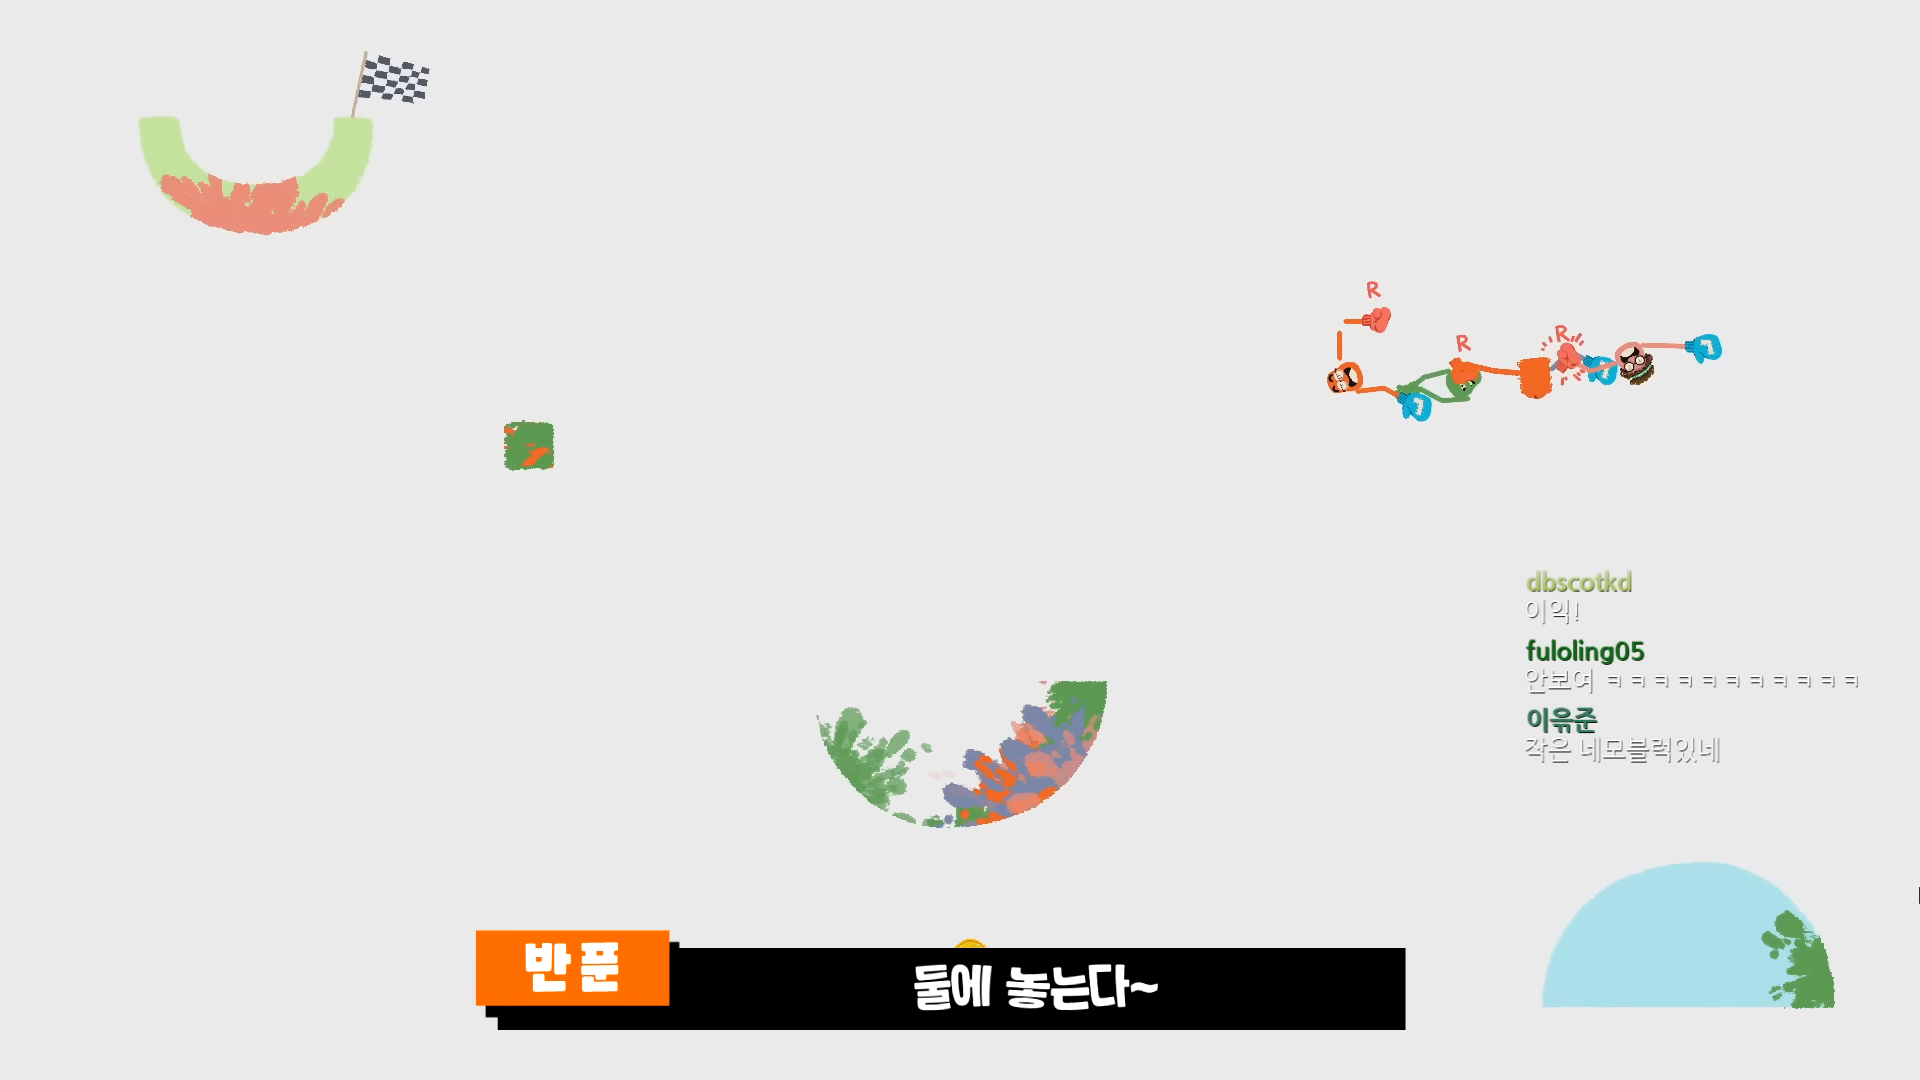 R
R
R
dbscotkd
이익!
fuloling05
안보여 ㅋㅋㅋㅋㅋㅋㅋㅋㅋㅋㅋ
이윾준
작은 네모블럭있네
반 푼
둘에 놓는다~